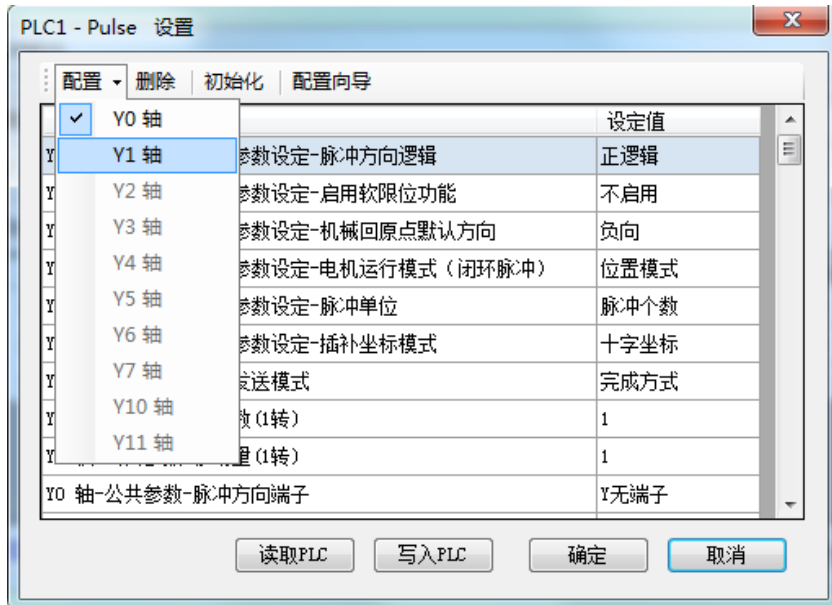 PLC1 - Pulse 设置
配置 删除 初始化 配置向导
设定值
Y0 轴
Y1 轴
Y2 轴
Y3 轴
Y4 轴
Y5 轴
Y6 轴
Y7 轴
Y10 轴
Y11 轴
参数设定-脉冲方向逻辑 正逻辑
参数设定-启用软限位功能 不启用
参数设定-机械回原点默认方向 负向
参数设定-电机运行模式（闭环脉冲） 位置模式
参数设定-脉冲单位 脉冲个数
参数设定-插补坐标模式 十字坐标
发送模式 完成方式
数(1转) 1
量(1转) 1
Y0 轴-公共参数-脉冲方向端子 Y无端子
读取PLC 写入PLC 确定 取消